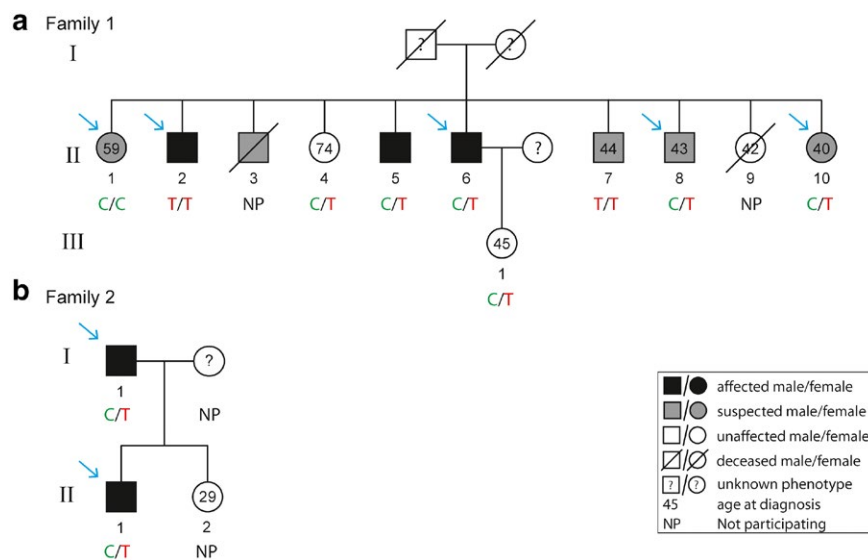 a Family 1
I
? ?
II
59 74 ? 44 43 42 40
1 2 3 4 5 6 7 8 9 10
C/C T/T NP C/T C/T C/T T/T C/T NP C/T
III
45
1
C/T
b Family 2
I
?
1
C/T NP
II
29
1 2
C/T NP
affected male/female
suspected male/female
unaffected male/female
deceased male/female
? / ? unknown phenotype
45 age at diagnosis
NP Not participating